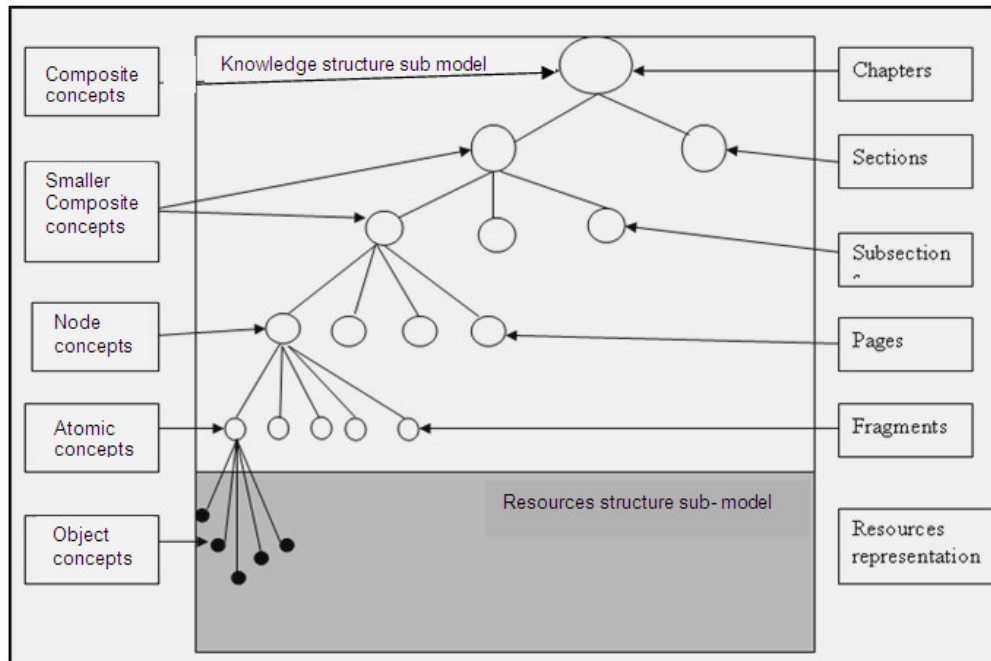 Composite
concepts
Knowledge structure sub model
Chapters
Smaller
Composite
concepts
Sections
Subsection
Node
concepts
Pages
Atomic
concepts
Fragments
Resources structure sub- model
Object
concepts
Resources
representation